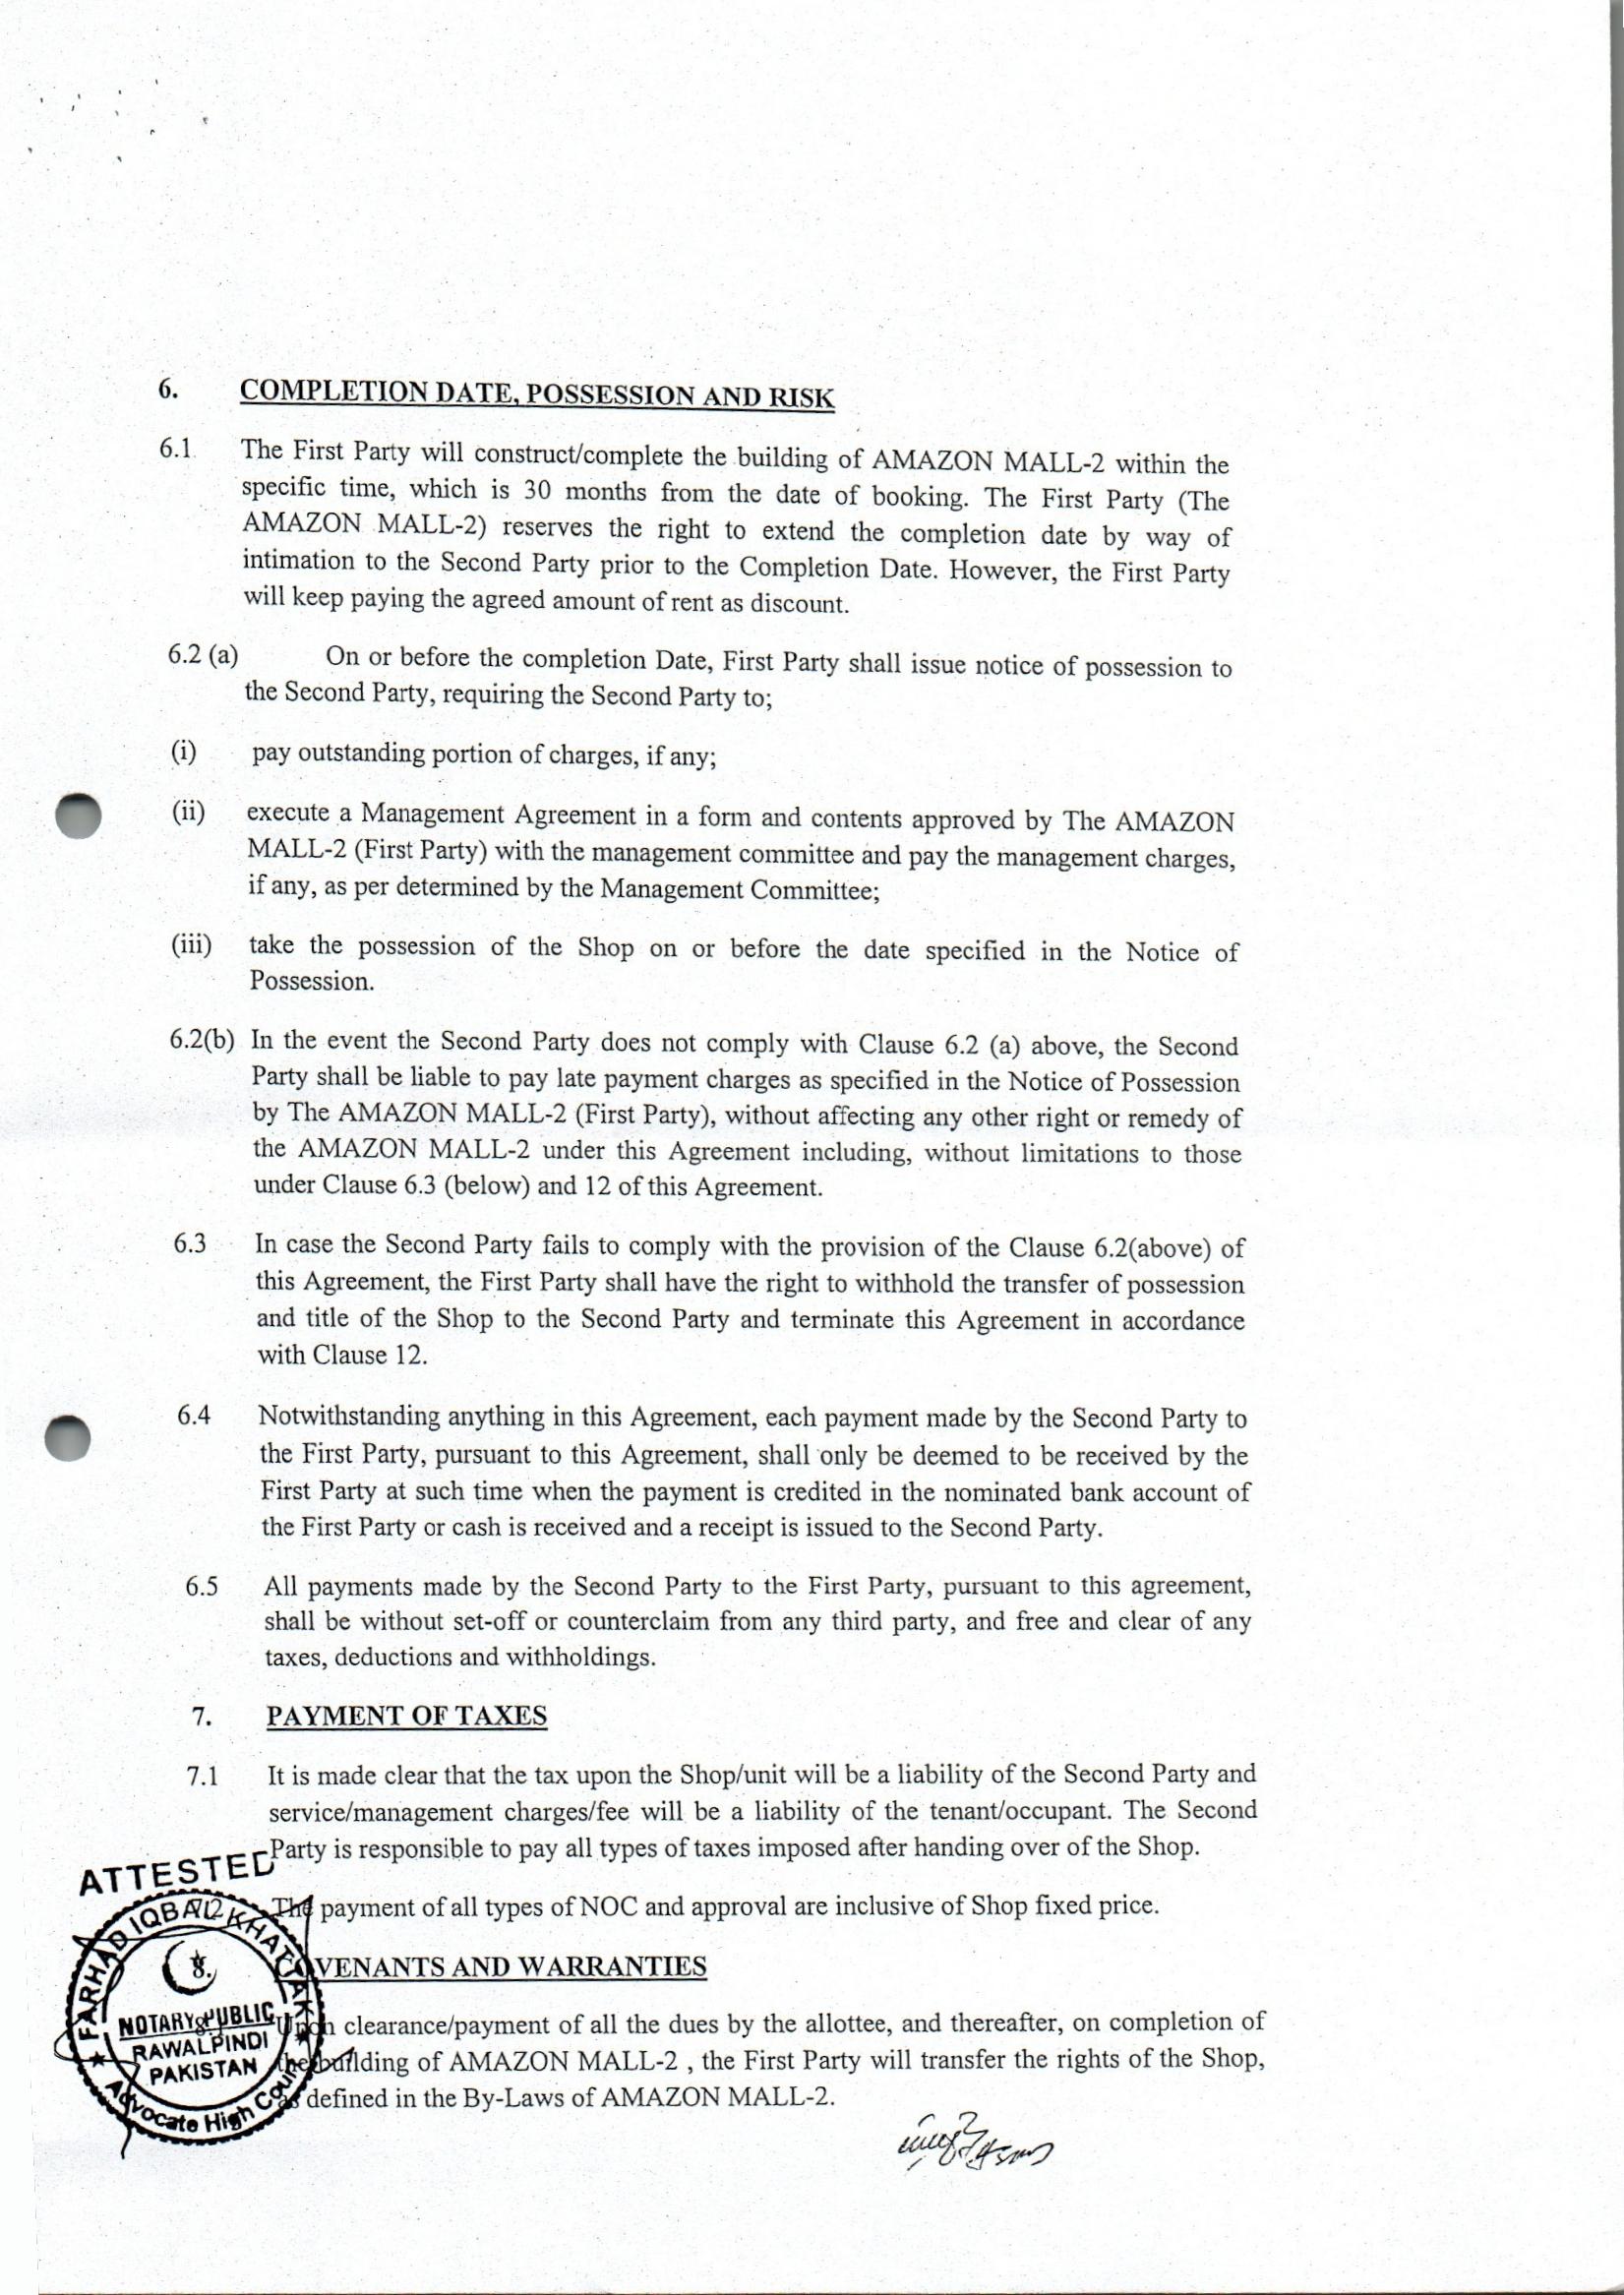 6. COMPLETION DATE, POSSESSION AND RISK
6.1 The First Party will construct/complete the building of AMAZON MALL-2 within the
specific time, which is 30 months from the date of booking. The First Party (The
AMAZON MALL-2) reserves the right to extend the completion date by way of
intimation to the Second Party prior to the Completion Date. However, the First Party
will keep paying the agreed amount of rent as discount.
6.2 (a) On or before the completion Date, First Party shall issue notice of possession to
the Second Party, requiring the Second Party to;
(i) pay outstanding portion of charges, if any;
(ii) execute a Management Agreement in a form and contents approved by The AMAZON
MALL-2 (First Party) with the management committee and pay the management charges,
if any, as per determined by the Management Committee;
(iii) take the possession of the Shop on or before the date specified in the Notice of
Possession.
6.2(b) In the event the Second Party does not comply with Clause 6.2 (a) above, the Second
Party shall be liable to pay late payment charges as specified in the Notice of Possession
by The AMAZON MALL-2 (First Party), without affecting any other right or remedy of
the AMAZON MALL-2 under this Agreement including, without limitations to those
under Clause 6.3 (below) and 12 of this Agreement.
6.3 In case the Second Party fails to comply with the provision of the Clause 6.2(above) of
this Agreement, the First Party shall have the right to withhold the transfer of possession
and title of the Shop to the Second Party and terminate this Agreement in accordance
with Clause 12.
6.4 Notwithstanding anything in this Agreement, each payment made by the Second Party to
the First Party, pursuant to this Agreement, shall only be deemed to be received by the
First Party at such time when the payment is credited in the nominated bank account of
the First Party or cash is received and a receipt is issued to the Second Party.
6.5 All payments made by the Second Party to the First Party, pursuant to this agreement,
shall be without set-off or counterclaim from any third party, and free and clear of any
taxes, deductions and withholdings.
7. PAYMENT OF TAXES
7.1 It is made clear that the tax upon the Shop/unit will be a liability of the Second Party and
service/management charges/fee will be a liability of the tenant/occupant. The Second
Party is responsible to pay all types of taxes imposed after handing over of the Shop.
7.2 The payment of all types of NOC and approval are inclusive of Shop fixed price.
8. COVENANTS AND WARRANTIES
8.1 Upon clearance/payment of all the dues by the allottee, and thereafter, on completion of
the building of AMAZON MALL-2 , the First Party will transfer the rights of the Shop,
as defined in the By-Laws of AMAZON MALL-2.
ATTESTED
FARHAD IQBAL KHATTAK
NOTARY PUBLIC
RAWALPINDI
PAKISTAN
Advocate High Court